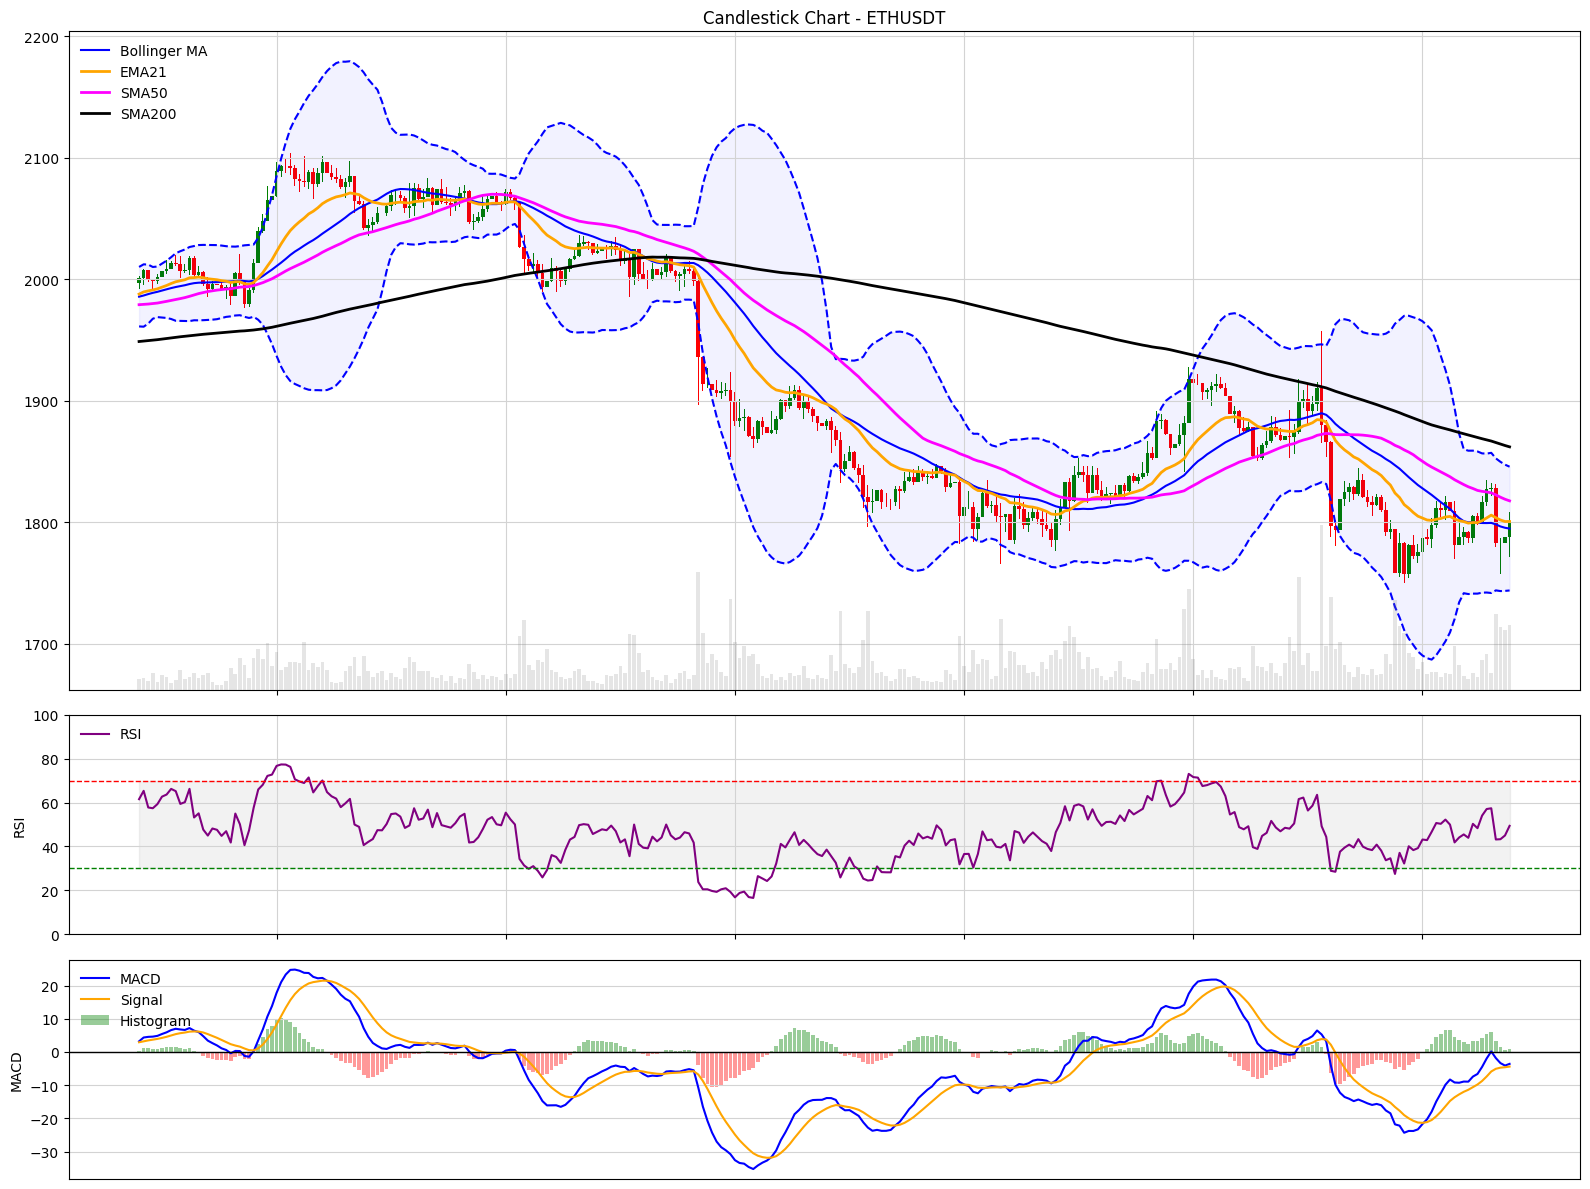 Candlestick Chart - ETHUSDT
2200
2100
2000
1900
1800
1700
Bollinger MA
EMA21
SMA50
SMA200
100
80
60
40
20
0
RSI
RSI
20
10
0
−10
−20
−30
MACD
MACD
Signal
Histogram